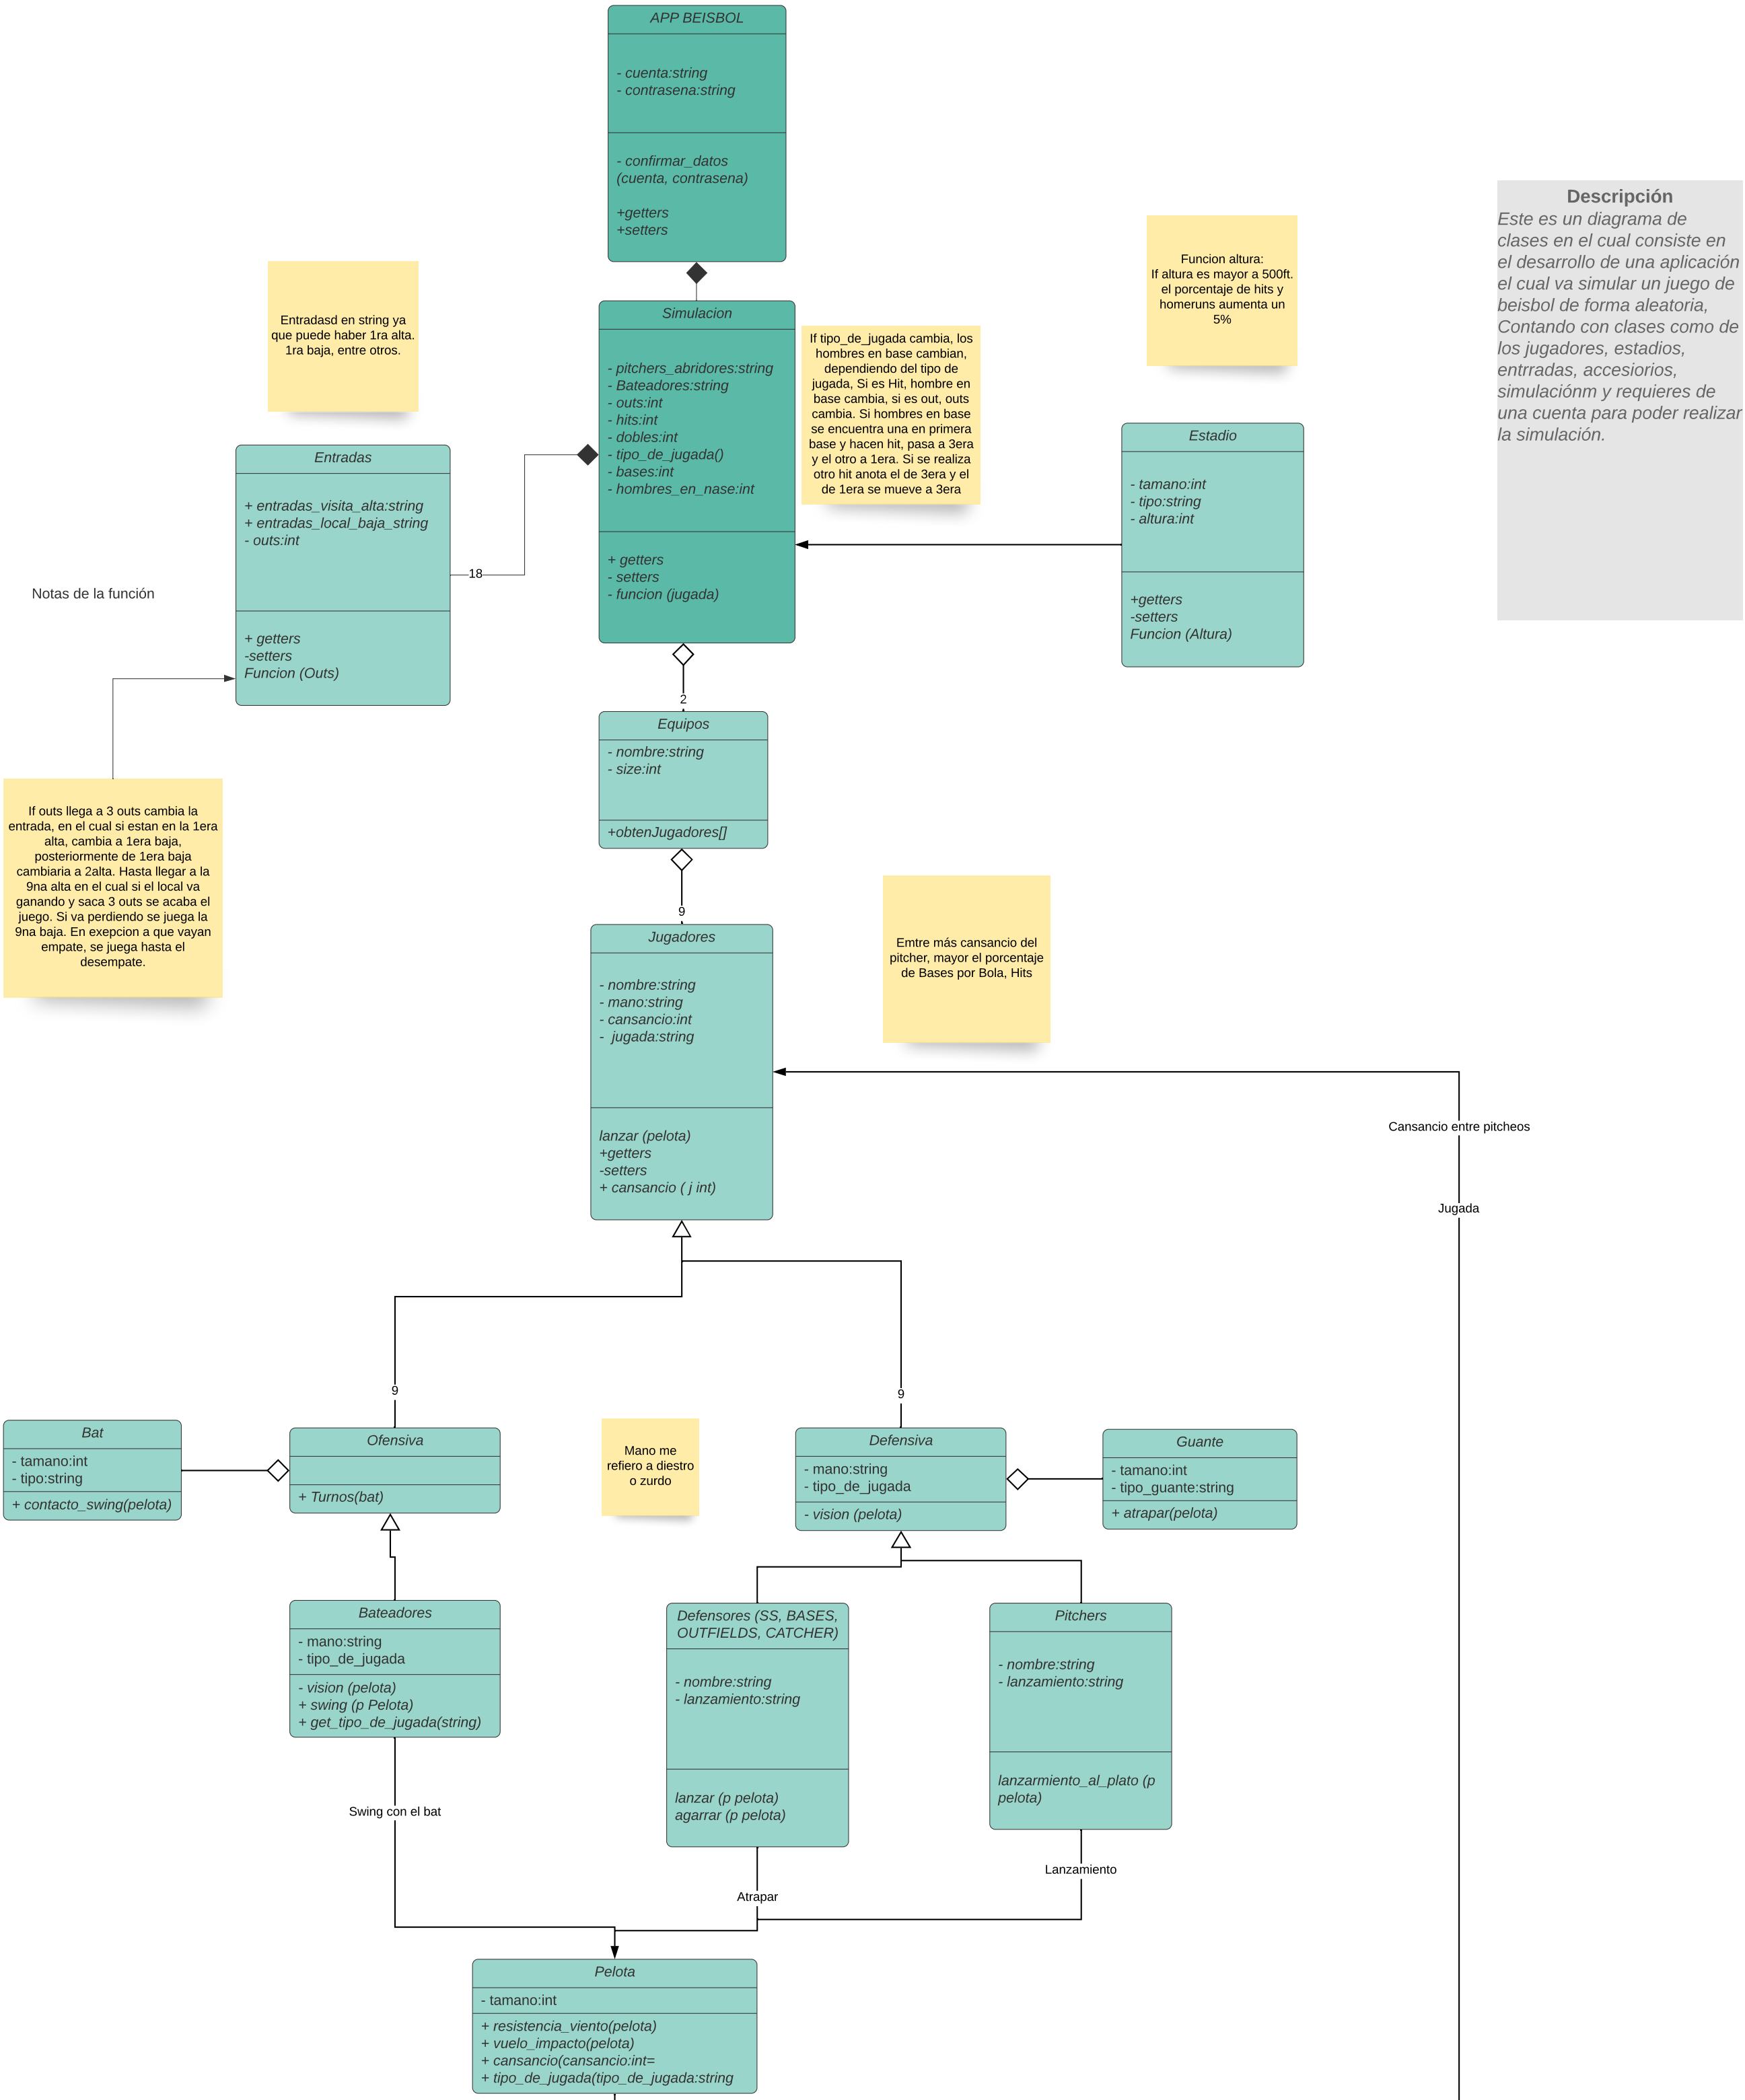 APP BEISBOL
- cuenta:string
- contrasena:string
- confirmar_datos
(cuenta, contrasena)
+getters
+setters
Descripción
Este es un diagrama de
clases en el cual consiste en
el desarrollo de una aplicación
el cual va simular un juego de
beisbol de forma aleatoria,
Contando con clases como de
los jugadores, estadios,
entrradas, accesiorios,
simulaciónm y requieres de
una cuenta para poder realizar
la simulación.
Funcion altura:
If altura es mayor a 500ft.
el porcentaje de hits y
homeruns aumenta un
5%
Entradasd en string ya
que puede haber 1ra alta.
1ra baja, entre otros.
Simulacion
- pitchers_abridores:string
- Bateadores:string
- outs:int
- hits:int
- dobles:int
- tipo_de_jugada()
- bases:int
- hombres_en_nase:int
+ getters
- setters
- funcion (jugada)
If tipo_de_jugada cambia, los
hombres en base cambian,
dependiendo del tipo de
jugada, Si es Hit, hombre en
base cambia, si es out, outs
cambia. Si hombres en base
se encuentra una en primera
base y hacen hit, pasa a 3era
y el otro a 1era. Si se realiza
otro hit anota el de 3era y el
de 1era se mueve a 3era
Estadio
- tamano:int
- tipo:string
- altura:int
+getters
-setters
Funcion (Altura)
Entradas
+ entradas_visita_alta:string
+ entradas_local_baja_string
- outs:int
+ getters
-setters
Funcion (Outs)
18
Notas de la función
2
Equipos
- nombre:string
- size:int
+obtenJugadores[]
If outs llega a 3 outs cambia la
entrada, en el cual si estan en la 1era
alta, cambia a 1era baja,
posteriormente de 1era baja
cambiaria a 2alta. Hasta llegar a la
9na alta en el cual si el local va
ganando y saca 3 outs se acaba el
juego. Si va perdiendo se juega la
9na baja. En exepcion a que vayan
empate, se juega hasta el
desempate.
9
Jugadores
- nombre:string
- mano:string
- cansancio:int
-  jugada:string
lanzar (pelota)
+getters
-setters
+ cansancio ( j int)
Emtre más cansancio del
pitcher, mayor el porcentaje
de Bases por Bola, Hits
Cansancio entre pitcheos
Jugada
9
9
Bat
- tamano:int
- tipo:string
+ contacto_swing(pelota)
Ofensiva
+ Turnos(bat)
Mano me
refiero a diestro
o zurdo
Defensiva
- mano:string
- tipo_de_jugada
- vision (pelota)
Guante
- tamano:int
- tipo_guante:string
+ atrapar(pelota)
Bateadores
- mano:string
- tipo_de_jugada
- vision (pelota)
+ swing (p Pelota)
+ get_tipo_de_jugada(string)
Defensores (SS, BASES,
OUTFIELDS, CATCHER)
- nombre:string
- lanzamiento:string
lanzar (p pelota)
agarrar (p pelota)
Pitchers
- nombre:string
- lanzamiento:string
lanzarmiento_al_plato (p
pelota)
Swing con el bat
Lanzamiento
Atrapar
Pelota
- tamano:int
+ resistencia_viento(pelota)
+ vuelo_impacto(pelota)
+ cansancio(cansancio:int=
+ tipo_de_jugada(tipo_de_jugada:string